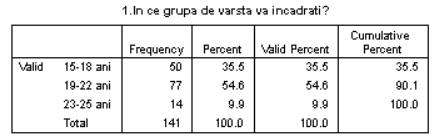 1.In ce grupa de varsta va incadrati?
Frequency Percent Valid Percent Cumulative Percent
Valid 15-18 ani 50 35.5 35.5 35.5
19-22 ani 77 54.6 54.6 90.1
23-25 ani 14 9.9 9.9 100.0
Total 141 100.0 100.0